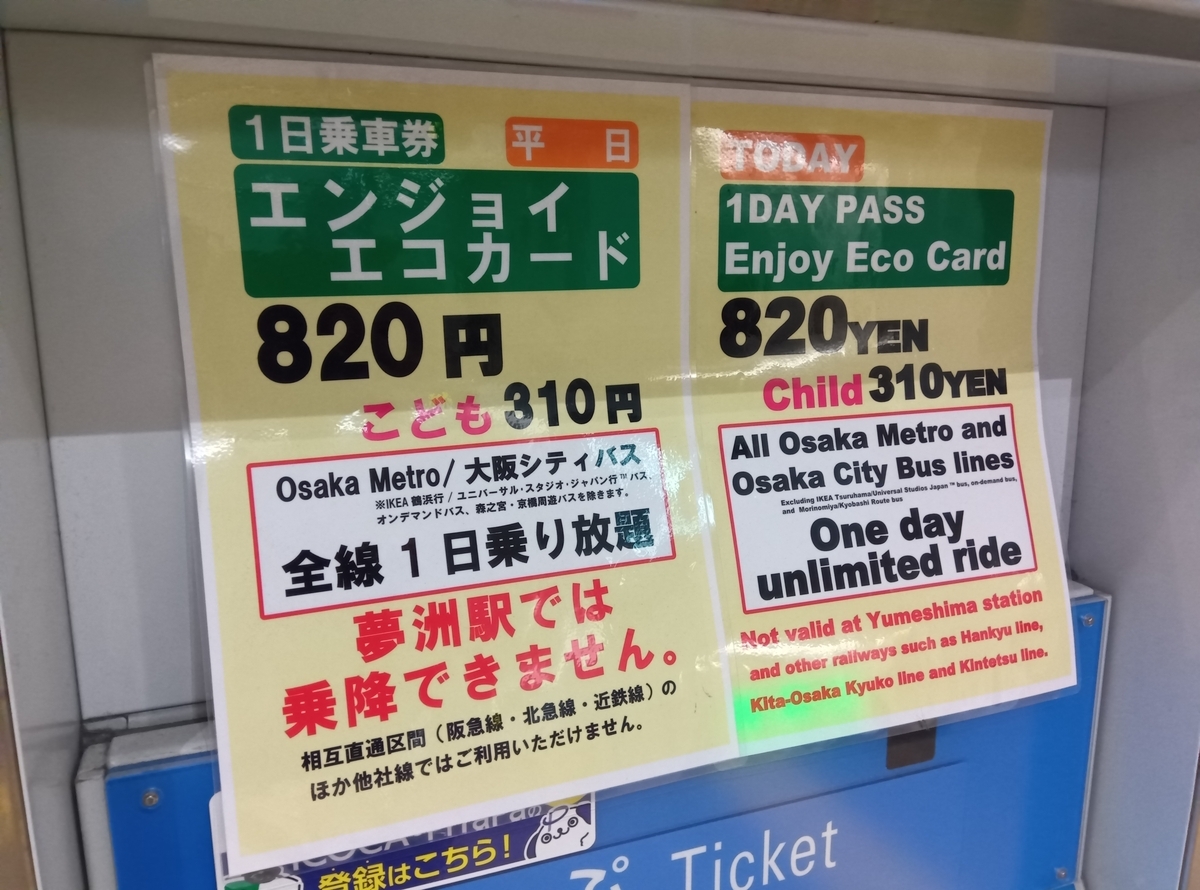 1日乗車券 平日
エンジョイ
エコカード
820円
こども 310円
Osaka Metro/大阪シティバス
※IKEA 鶴浜行/ユニバーサル・スタジオ・ジャパン行™バス、
オンデマンドバス、森之宮・京橋周遊バスを除きます。
全線1日乗り放題
夢洲駅では
乗降できません。
相互直通区間（阪急線・北急線・近鉄線）の
ほか他社線ではご利用いただけません。
TODAY
1DAY PASS
Enjoy Eco Card
820YEN
Child 310YEN
All Osaka Metro and
Osaka City Bus lines
Excluding IKEA Tsuruhama/Universal Studios Japan ™ bus, on-demand bus,
and Morinomiya/Kyobashi Route bus
One day
unlimited ride
Not valid at Yumeshima station
and other railways such as Hankyu line,
Kita-Osaka Kyuko line and Kintetsu line.
登録はこちら！
Ticket